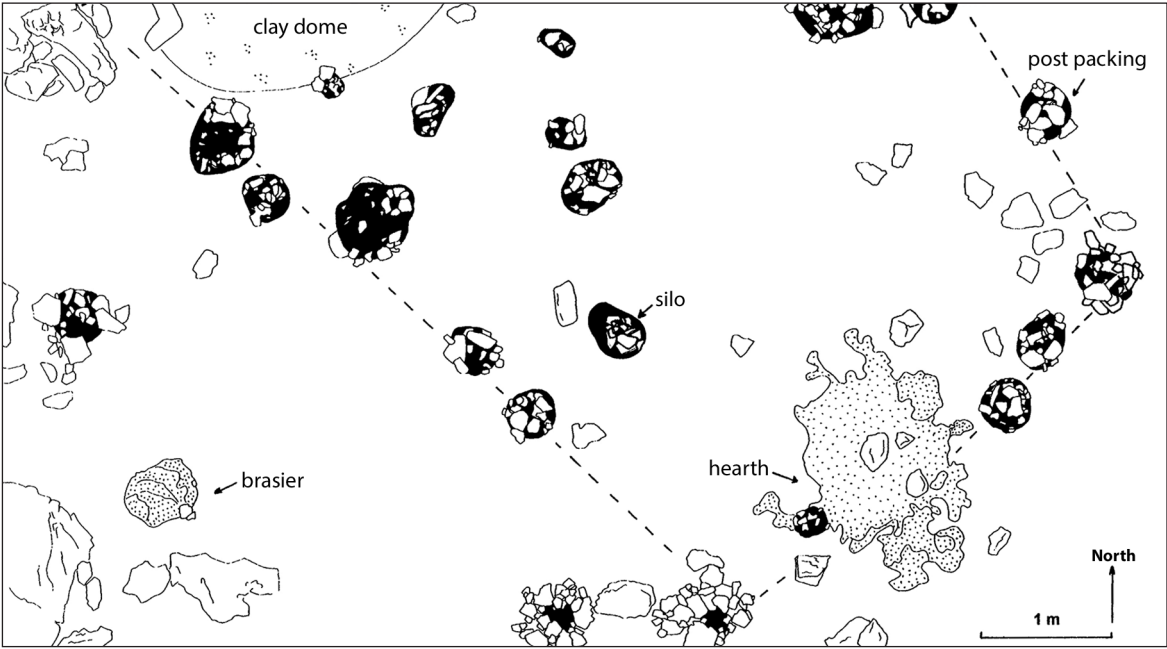 clay dome
post packing
silo
hearth
brasier
North
1 m